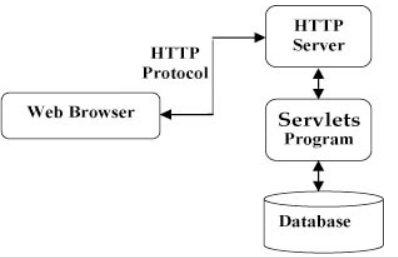 HTTP
Server
HTTP
Protocol
Web Browser
Servlets
Program
Database